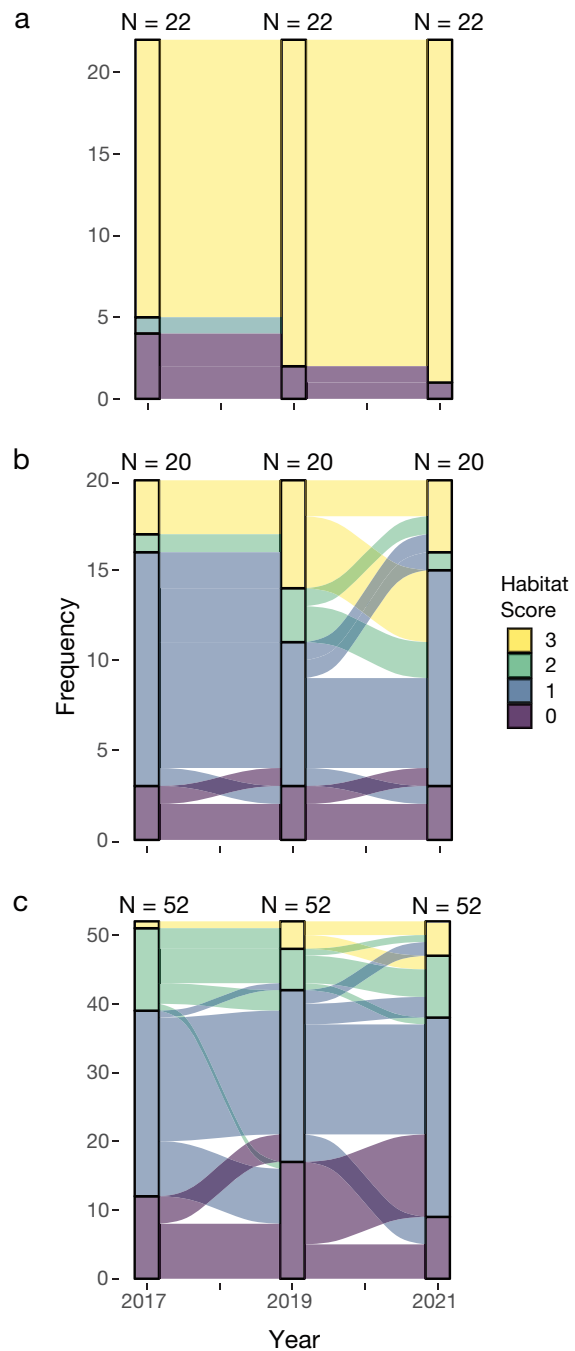 a
N = 22 N = 22 N = 22
20
15
10
5
0
b
N = 20 N = 20 N = 20
20
15
10
5
0
Frequency
Habitat
Score
3
2
1
0
c
N = 52 N = 52 N = 52
50
40
30
20
10
0
2017 2019 2021
Year